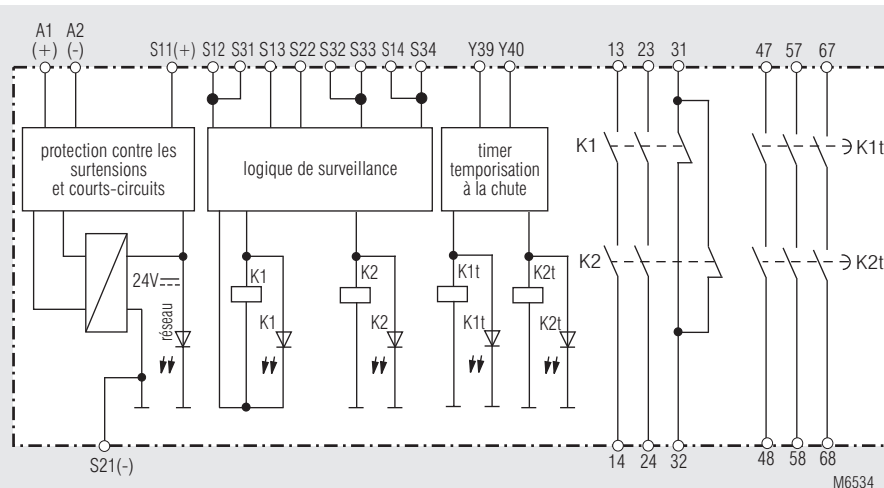 A1 A2
(+) (-) S11(+) S12 S31 S13 S22 S32 S33 S14 S34 Y39 Y40 13 23 31 47 57 67
protection contre les
surtensions
et courts-circuits
logique de surveillance
timer
temporisation
à la chute
K1
K1t
K2
K2t
24V
réseau
K1
K1
K2
K2
K1t
K1t
K2t
K2t
S21(-)
14 24 32 48 58 68
M6534